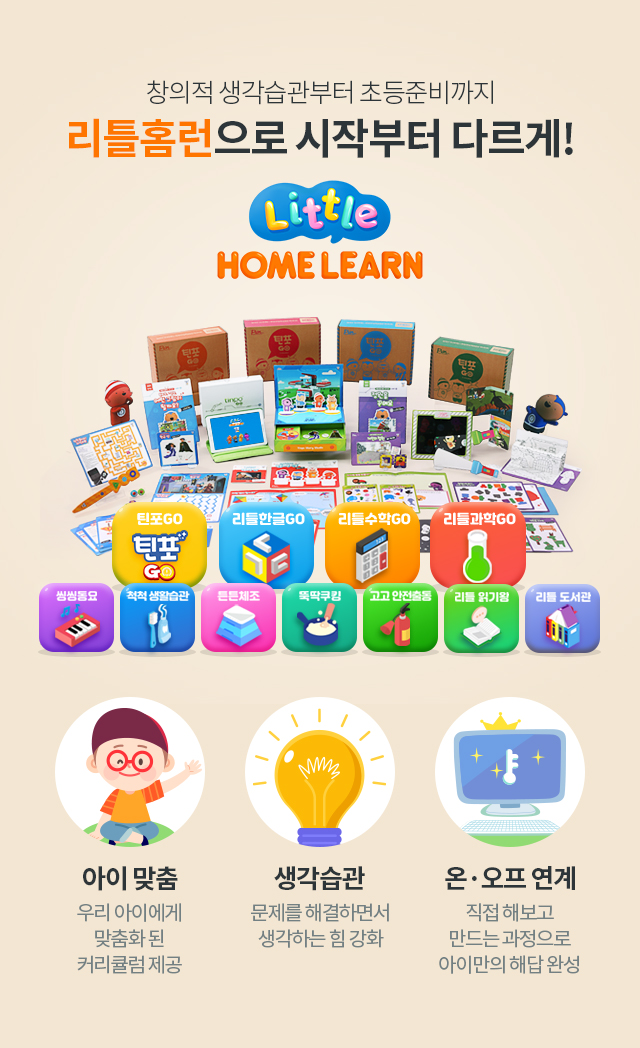 창의적 생각습관부터 초등준비까지
리틀홈런으로 시작부터 다르게!
Little
HOME LEARN
틴포 GO
틴포GO
리틀한글GO
리틀수학GO
리틀과학GO
틴포
GO
씽씽동요
척척 생활습관
튼튼체조
뚝딱쿠킹
고고 안전출동
리틀 읽기왕
리틀 도서관
아이 맞춤
생각습관
온·오프 연계
우리 아이에게
맞춤화 된
커리큘럼 제공
문제를 해결하면서
생각하는 힘 강화
직접 해보고
만드는 과정으로
아이만의 해답 완성